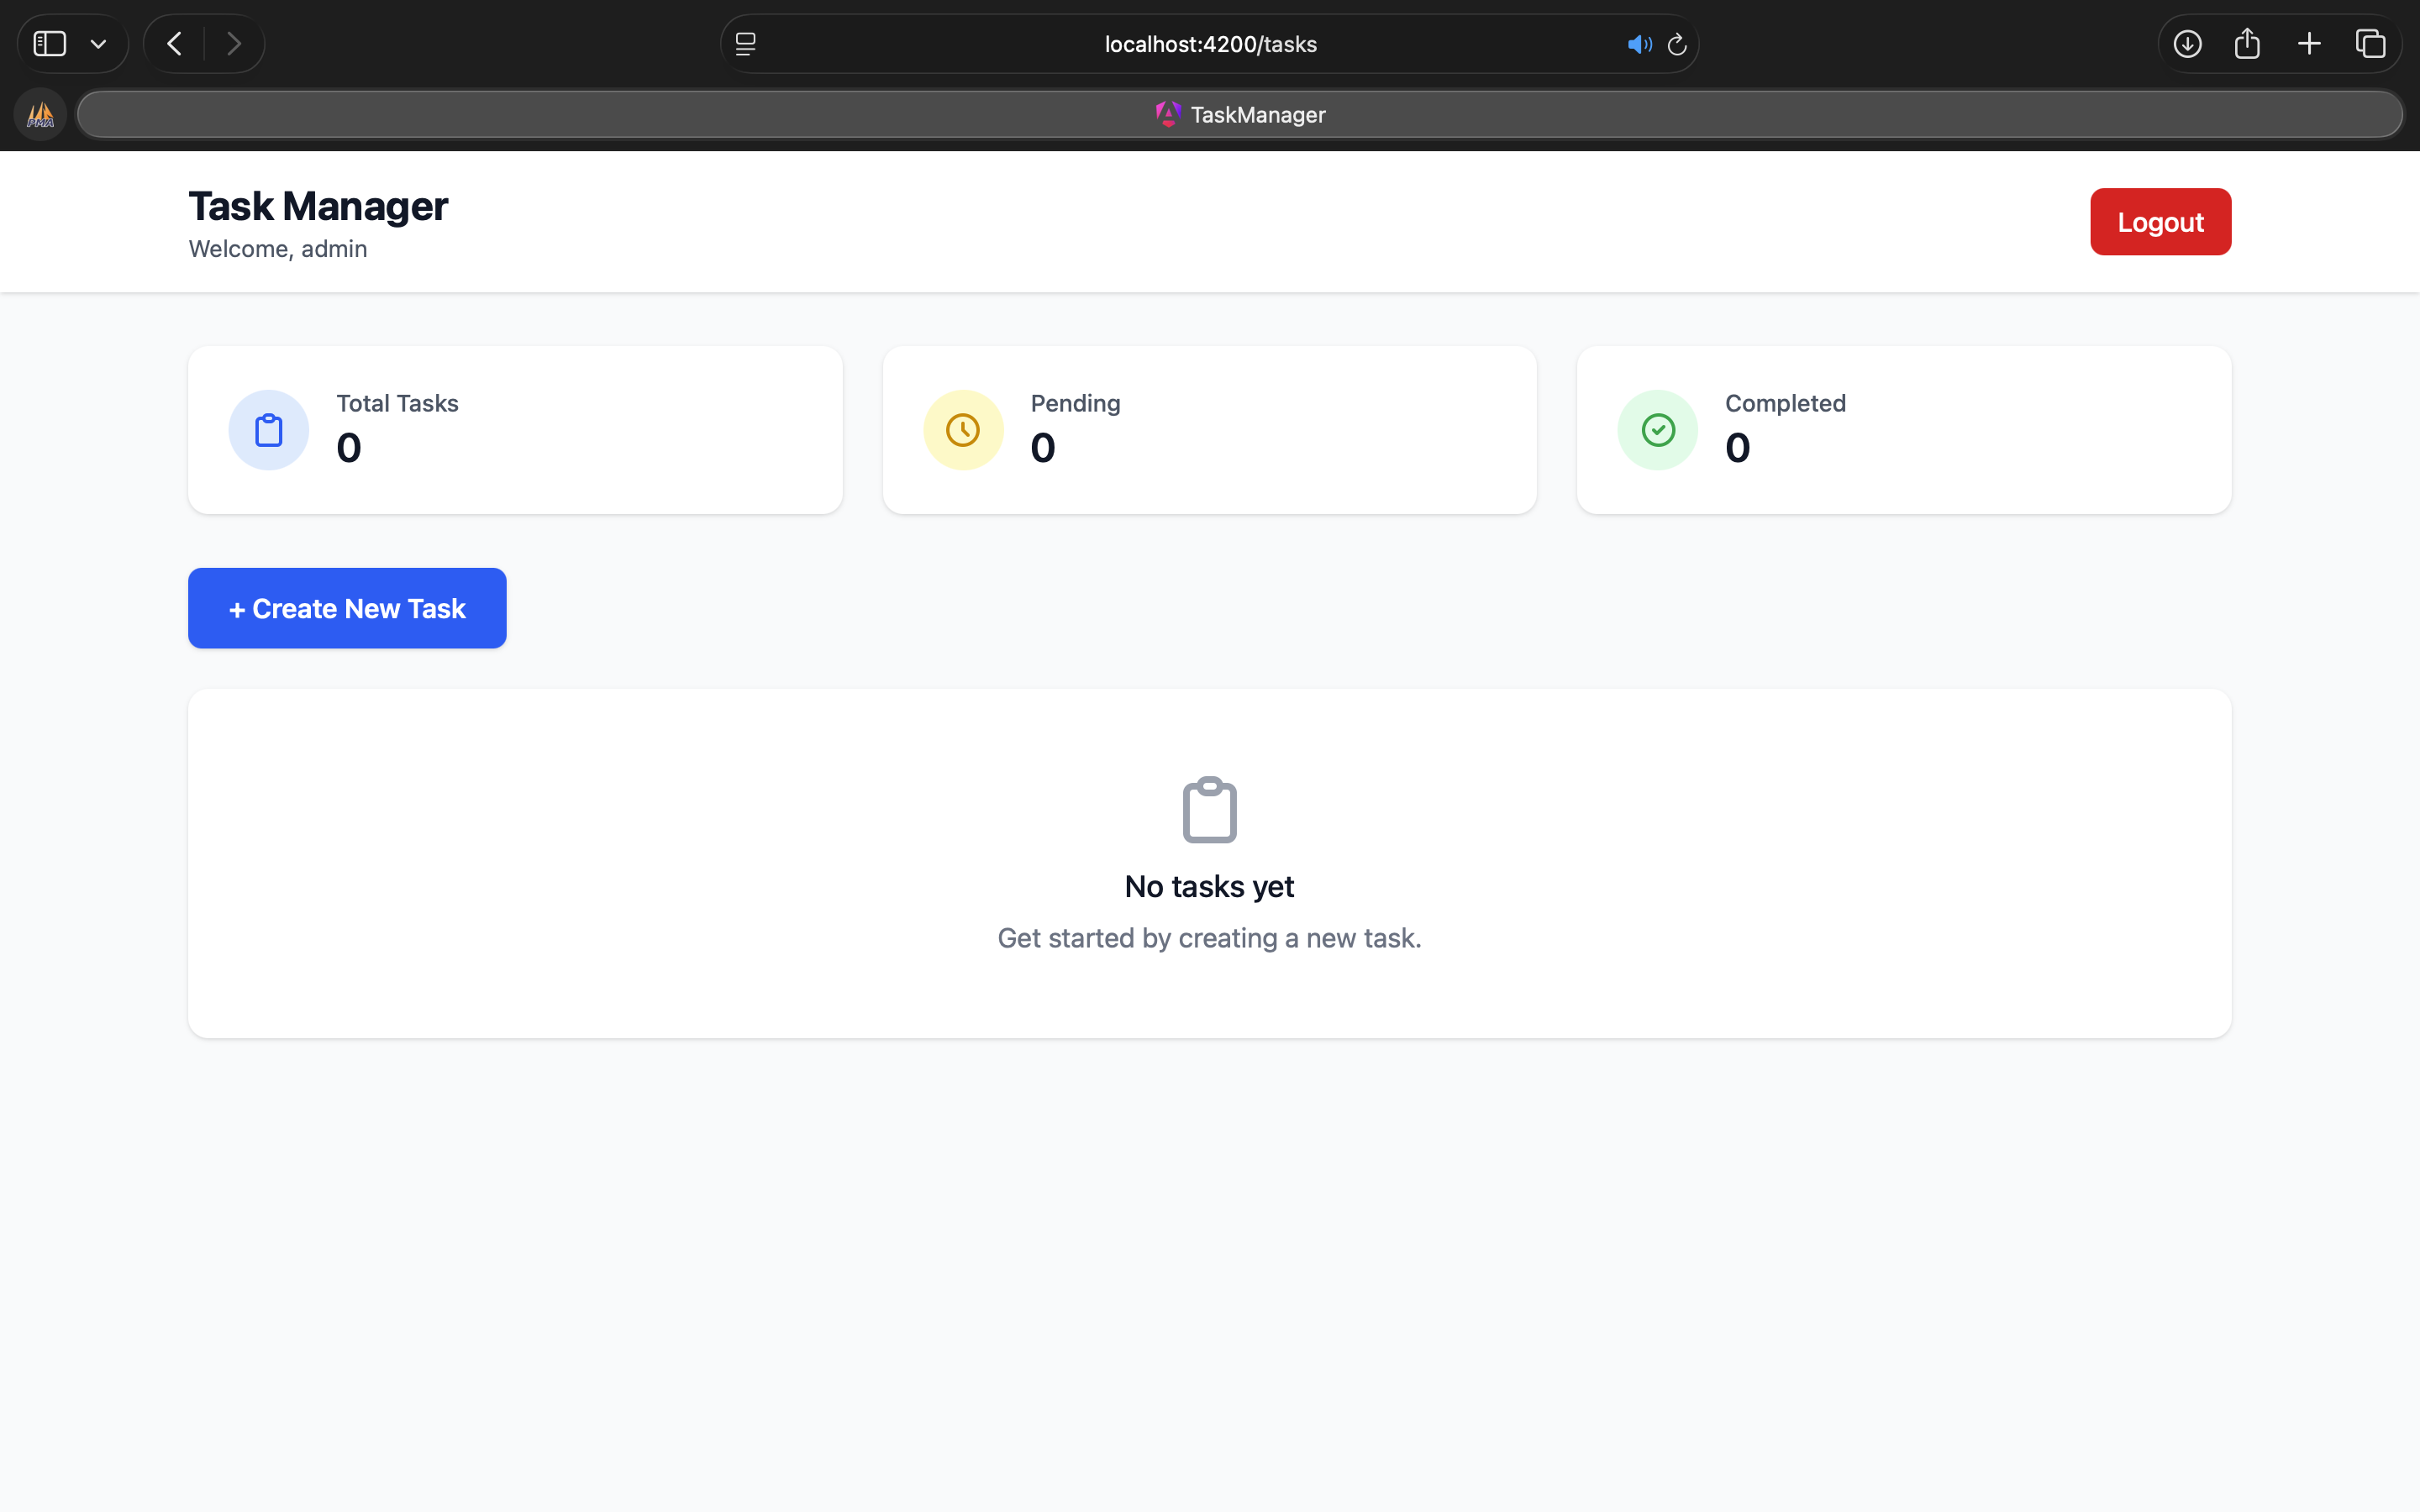 localhost:4200/tasks
PMA
TaskManager
Task Manager
Welcome, admin
Logout
Total Tasks
0
Pending
0
Completed
0
+ Create New Task
No tasks yet
Get started by creating a new task.